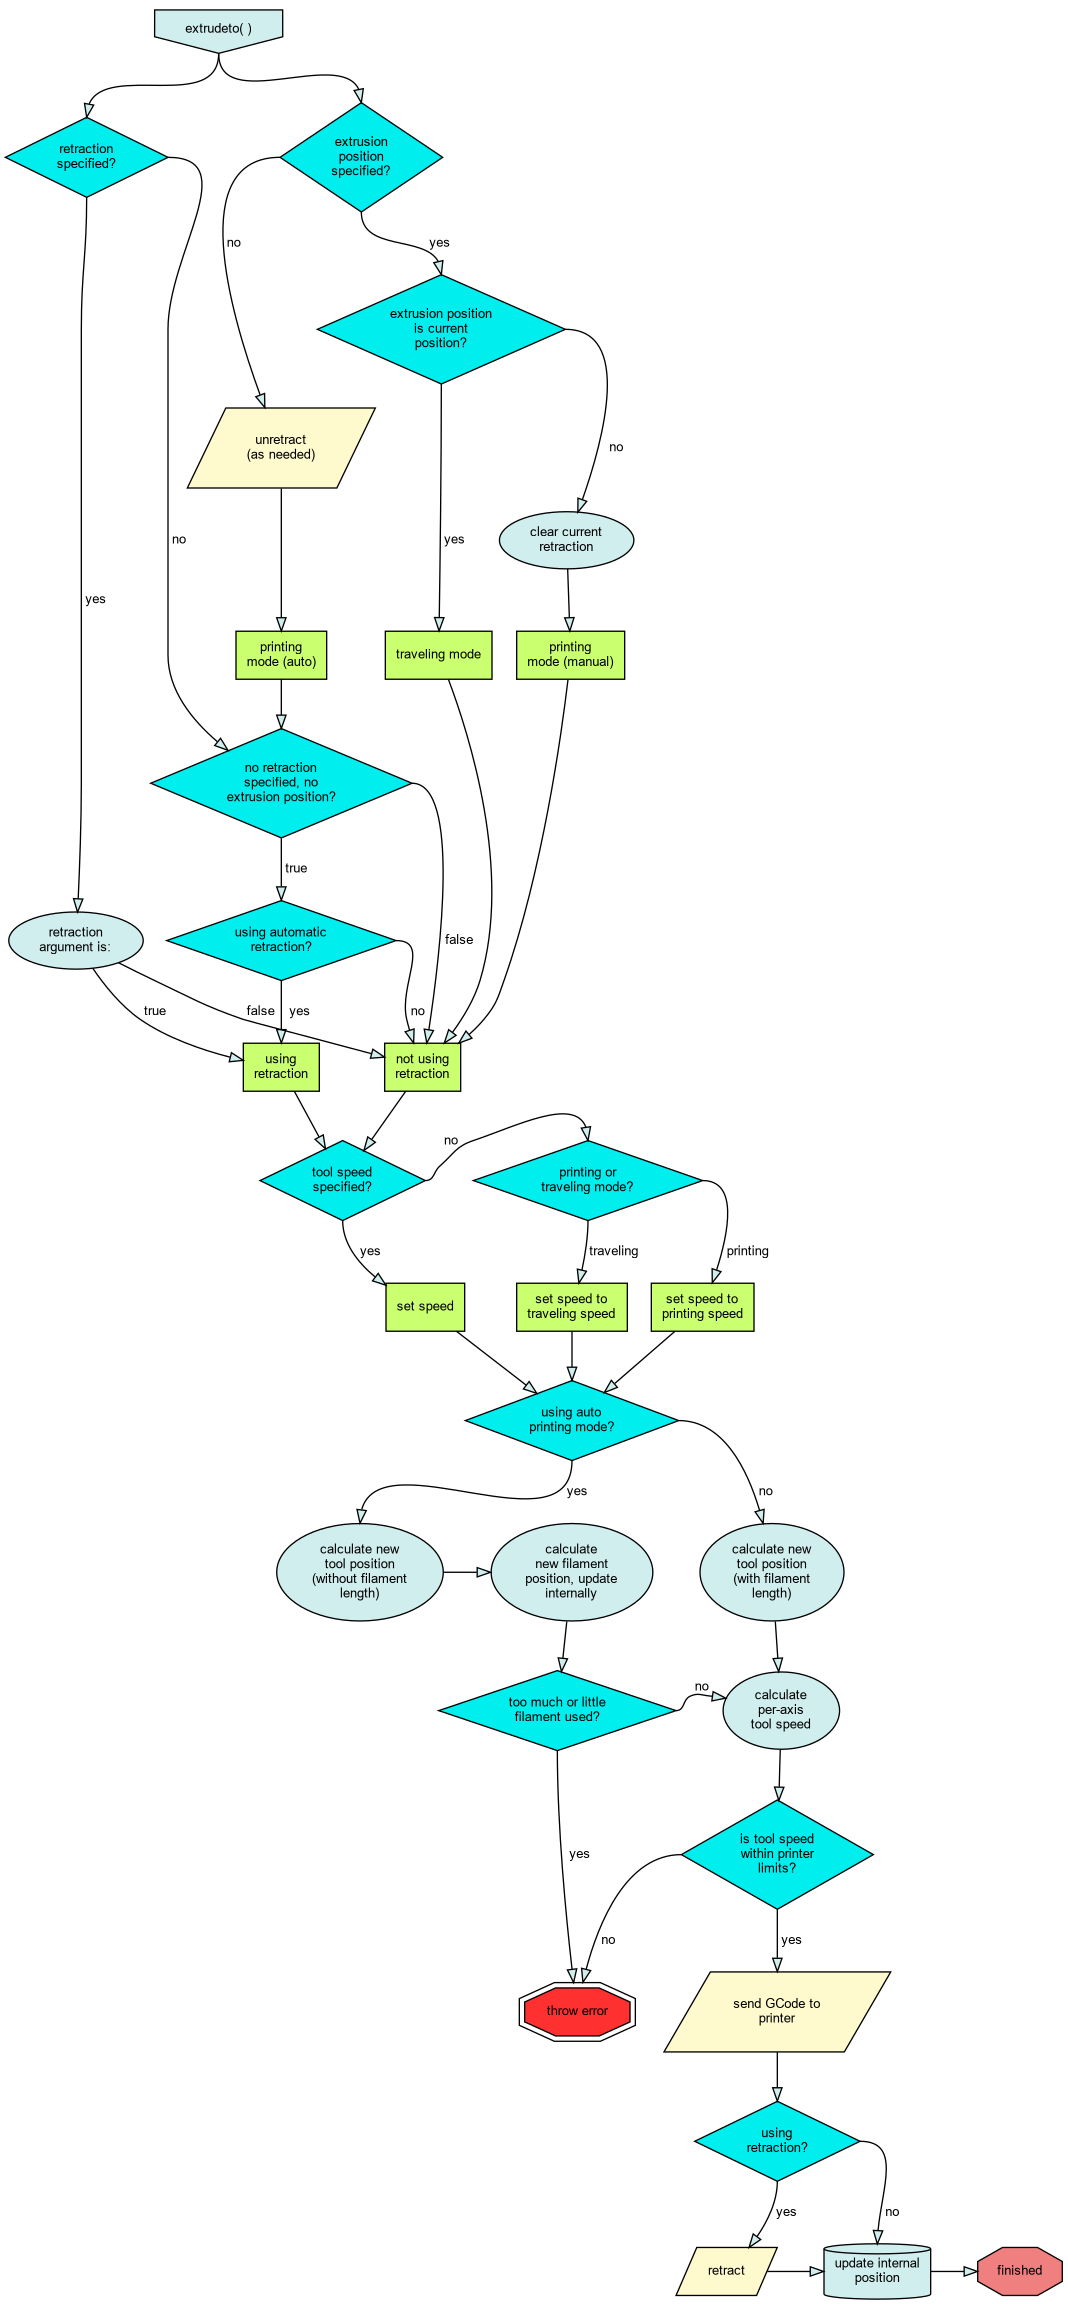 extrudeto( )
retraction
specified?
extrusion
position
specified?
no
yes
extrusion position
is current
position?
unretract
(as needed)
no
clear current
retraction
no
yes
yes
printing
mode (auto)
traveling mode
printing
mode (manual)
no retraction
specified, no
extrusion position?
true
retraction
argument is:
using automatic
retraction?
false
true
false
yes
no
using
retraction
not using
retraction
tool speed
specified?
no
printing or
traveling mode?
yes
traveling
printing
set speed
set speed to
traveling speed
set speed to
printing speed
using auto
printing mode?
yes
no
calculate new
tool position
(without filament
length)
calculate
new filament
position, update
internally
calculate new
tool position
(with filament
length)
too much or little
filament used?
no
calculate
per-axis
tool speed
yes
is tool speed
within printer
limits?
no
yes
throw error
send GCode to
printer
using
retraction?
yes
no
retract
update internal
position
finished